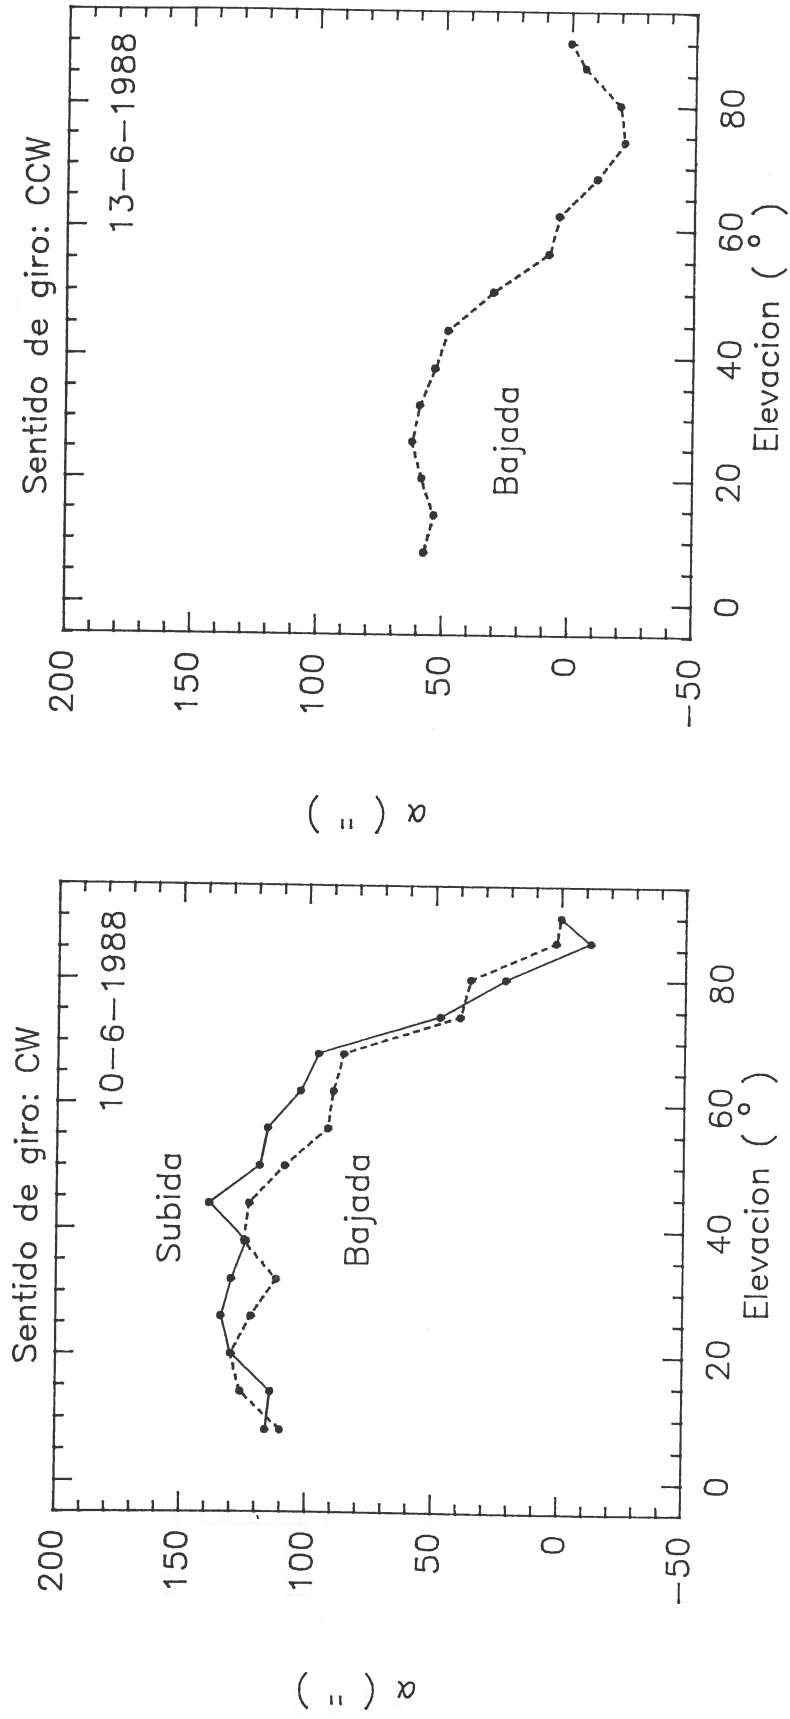 Sentido de giro: CW
10-6-1988
Subida
Bajada
200
150
100
50
0
-50
α ( " )
0
20
40
60
80
Elevacion ( ° )
Sentido de giro: CCW
13-6-1988
Bajada
200
150
100
50
0
-50
α ( " )
0
20
40
60
80
Elevacion ( ° )